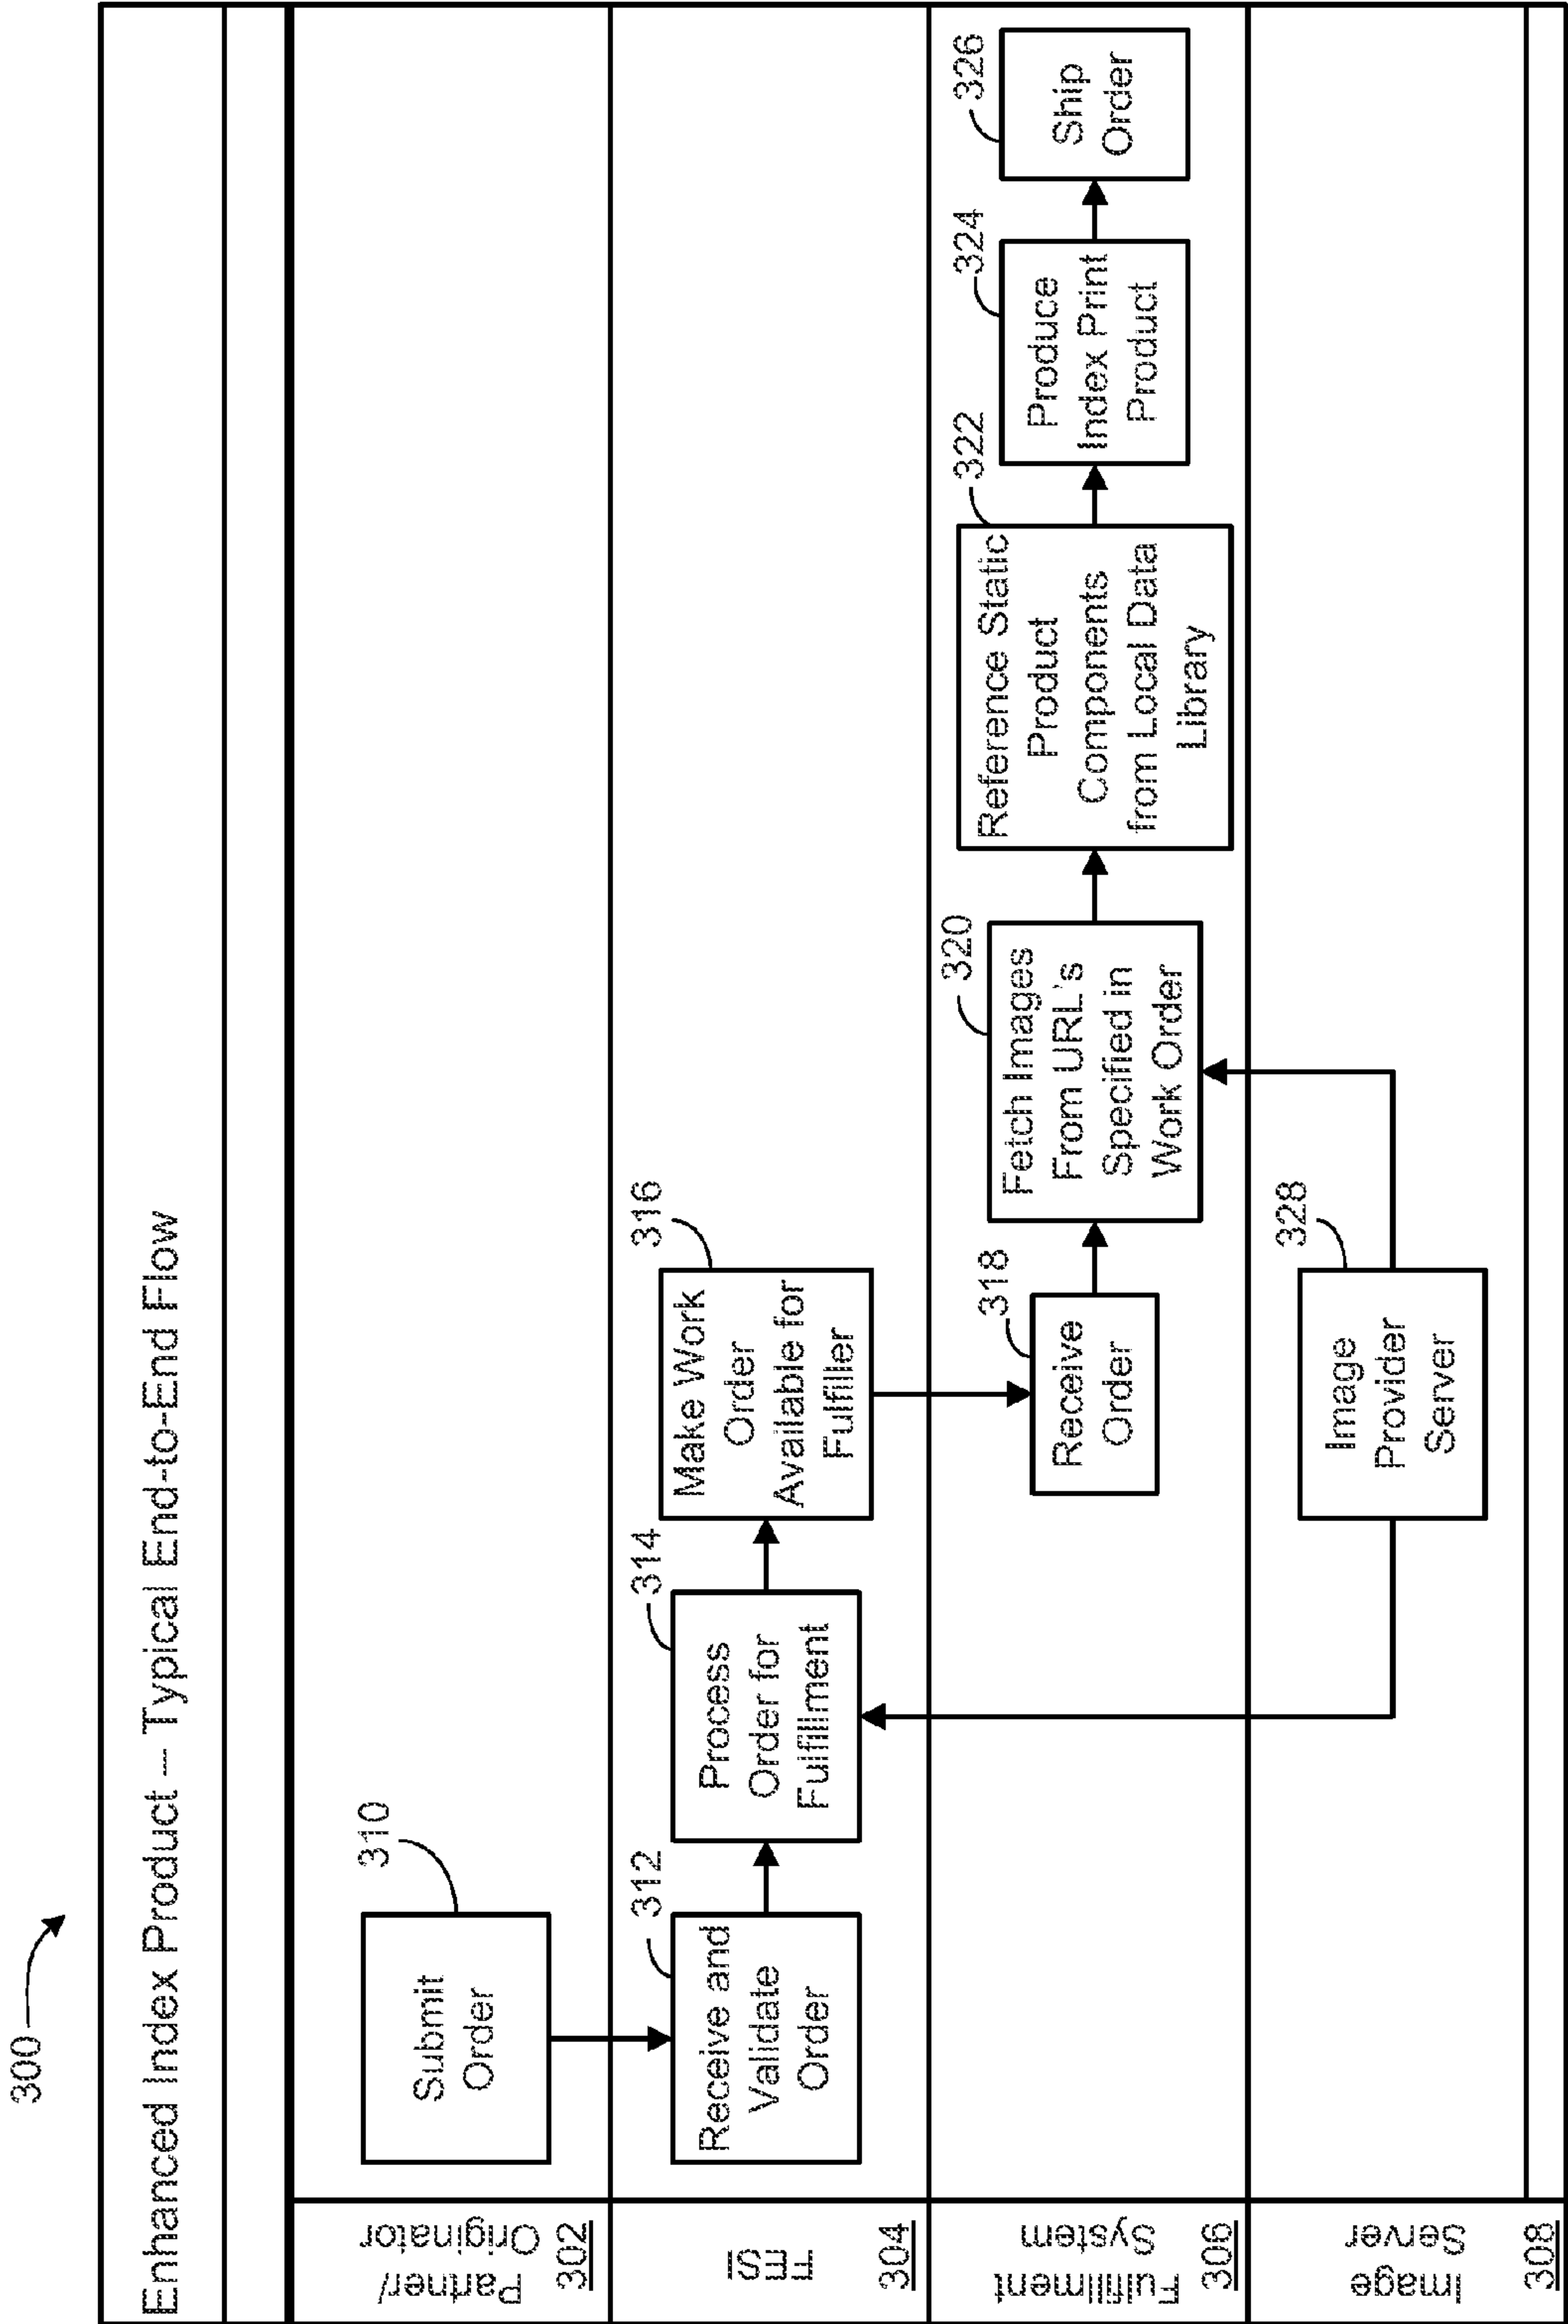 300
Enhanced Index Product – Typical End-to-End Flow
Partner/
Originator
302
310
Submit
Order
FESI
304
312
Receive and
Validate
Order
314
Process
Order for
Fulfillment
316
Make Work
Order
Available for
Fulfiller
Fulfillment
System
306
318
Receive
Order
320
Fetch Images
From URL's
Specified in
Work Order
322
Reference Static
Product
Components
from Local Data
Library
324
Produce
Index Print
Product
326
Ship
Order
Image
Server
308
328
Image
Provider
Server